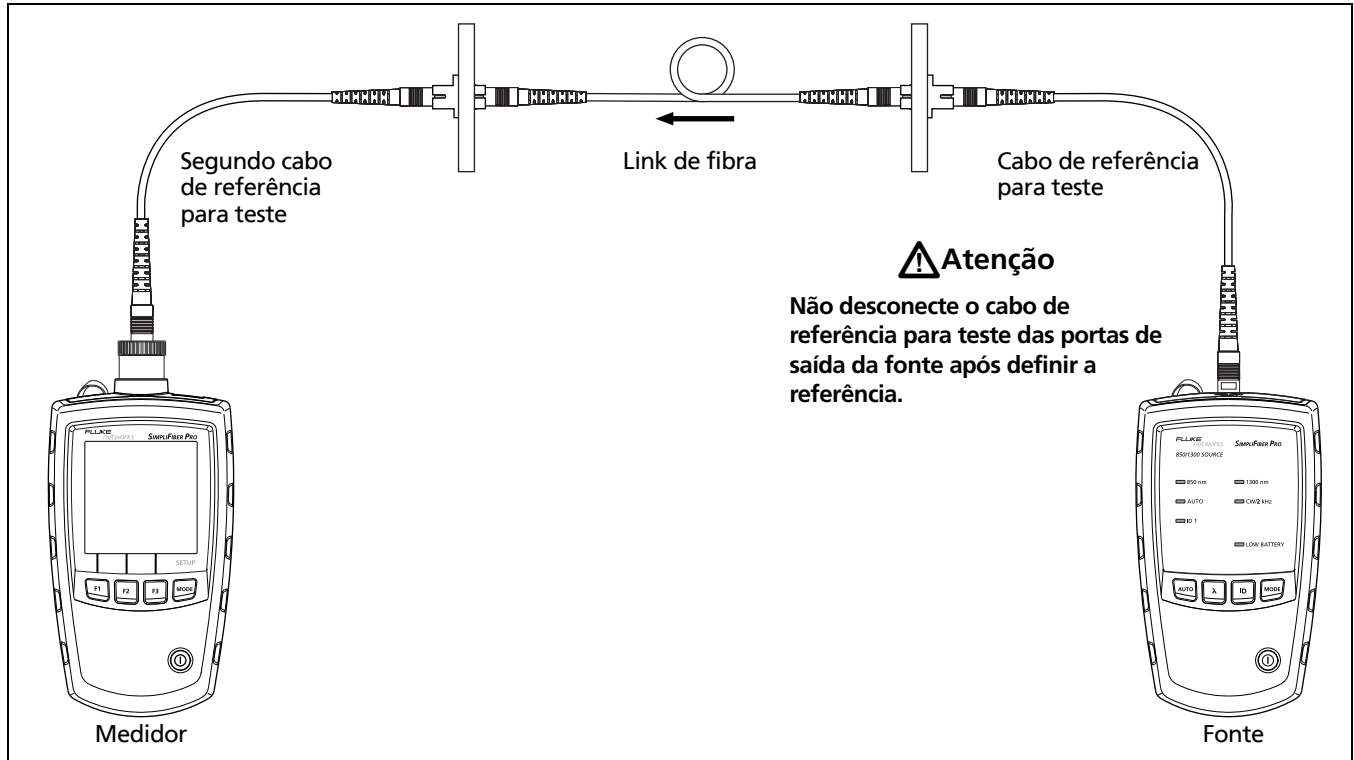 Segundo cabo
de referência
para teste
Link de fibra
Cabo de referência
para teste
Atenção
Não desconecte o cabo de
referência para teste das portas de
saída da fonte após definir a
referência.
FLUKE
networks
SIMPLIFIBER PRO
SETUP
F1
F2
F3
MODE
Medidor
FLUKE
networks
SIMPLIFIBER PRO
850/1300 SOURCE
850 nm
1300 nm
AUTO
CW/2 kHz
ID 1
LOW BATTERY
AUTO
λ
ID
MODE
Fonte